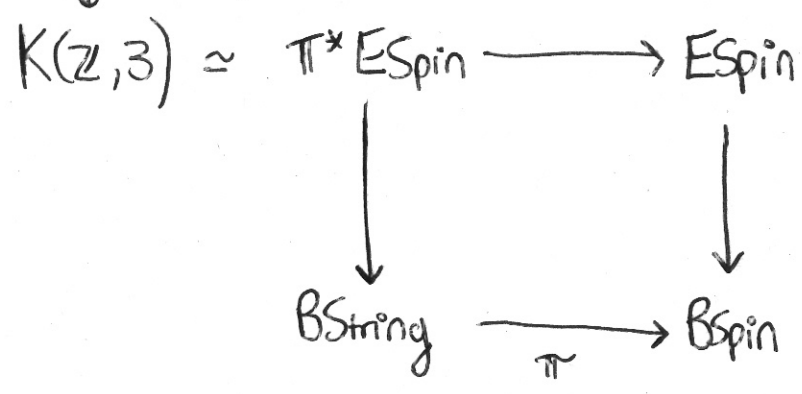 K(ℤ,3) ≃ π* ESpin ESpin
BString BSpin
π